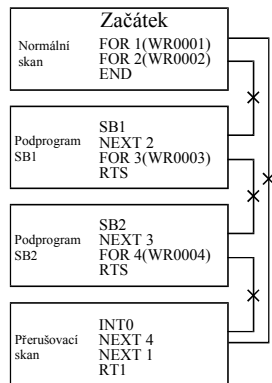 Začátek
Normální
skan
FOR 1(WR0001)
FOR 2(WR0002)
END
Podprogram
SB1
SB1
NEXT 2
FOR 3(WR0003)
RTS
Podprogram
SB2
SB2
NEXT 3
FOR 4(WR0004)
RTS
Přerušovací
skan
INT0
NEXT 4
NEXT 1
RT1